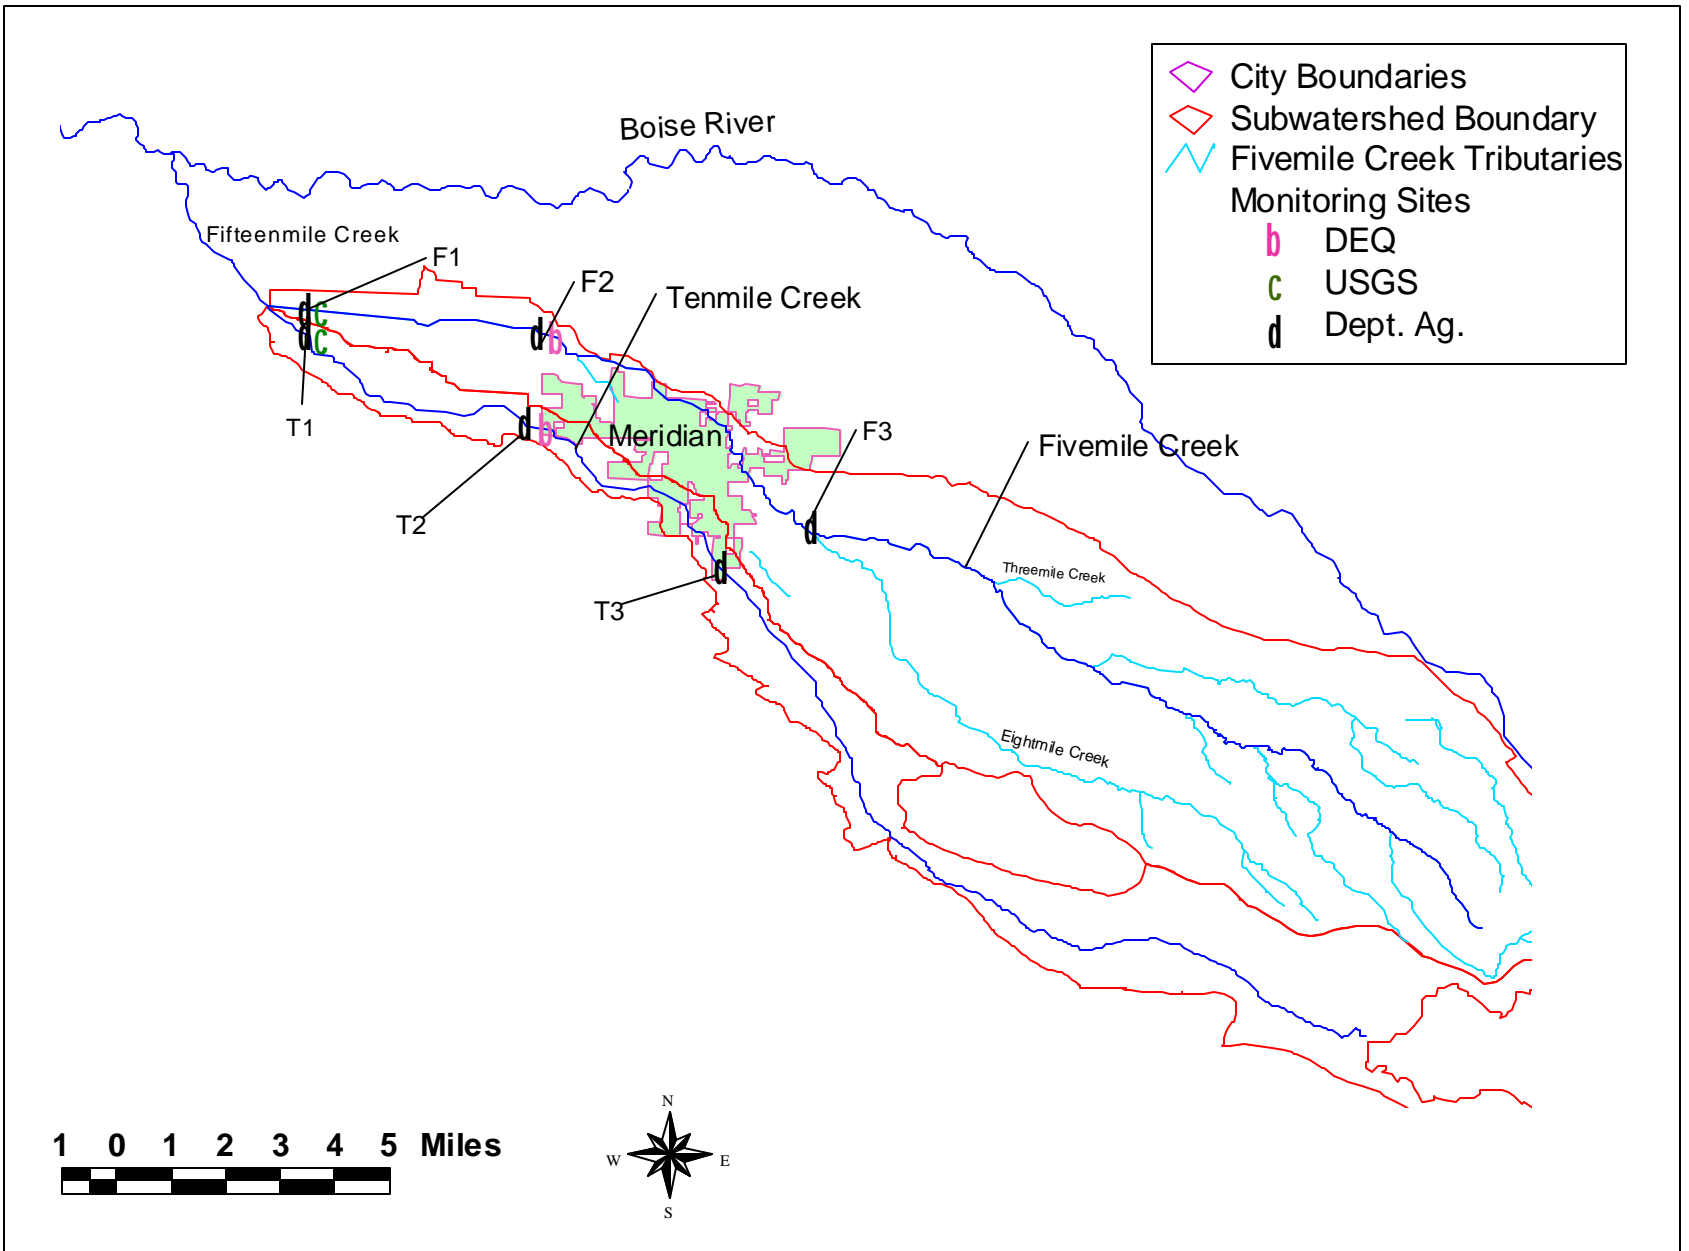 City Boundaries
Subwatershed Boundary
Fivemile Creek Tributaries
Monitoring Sites
b DEQ
c USGS
d Dept. Ag.
Boise River
Fifteenmile Creek
F1
F2
Tenmile Creek
d c
d c
d b
T1
d b
Meridian
F3
Fivemile Creek
T2
d
Threemile Creek
d
T3
Eightmile Creek
N
W E
S
1 0 1 2 3 4 5 Miles